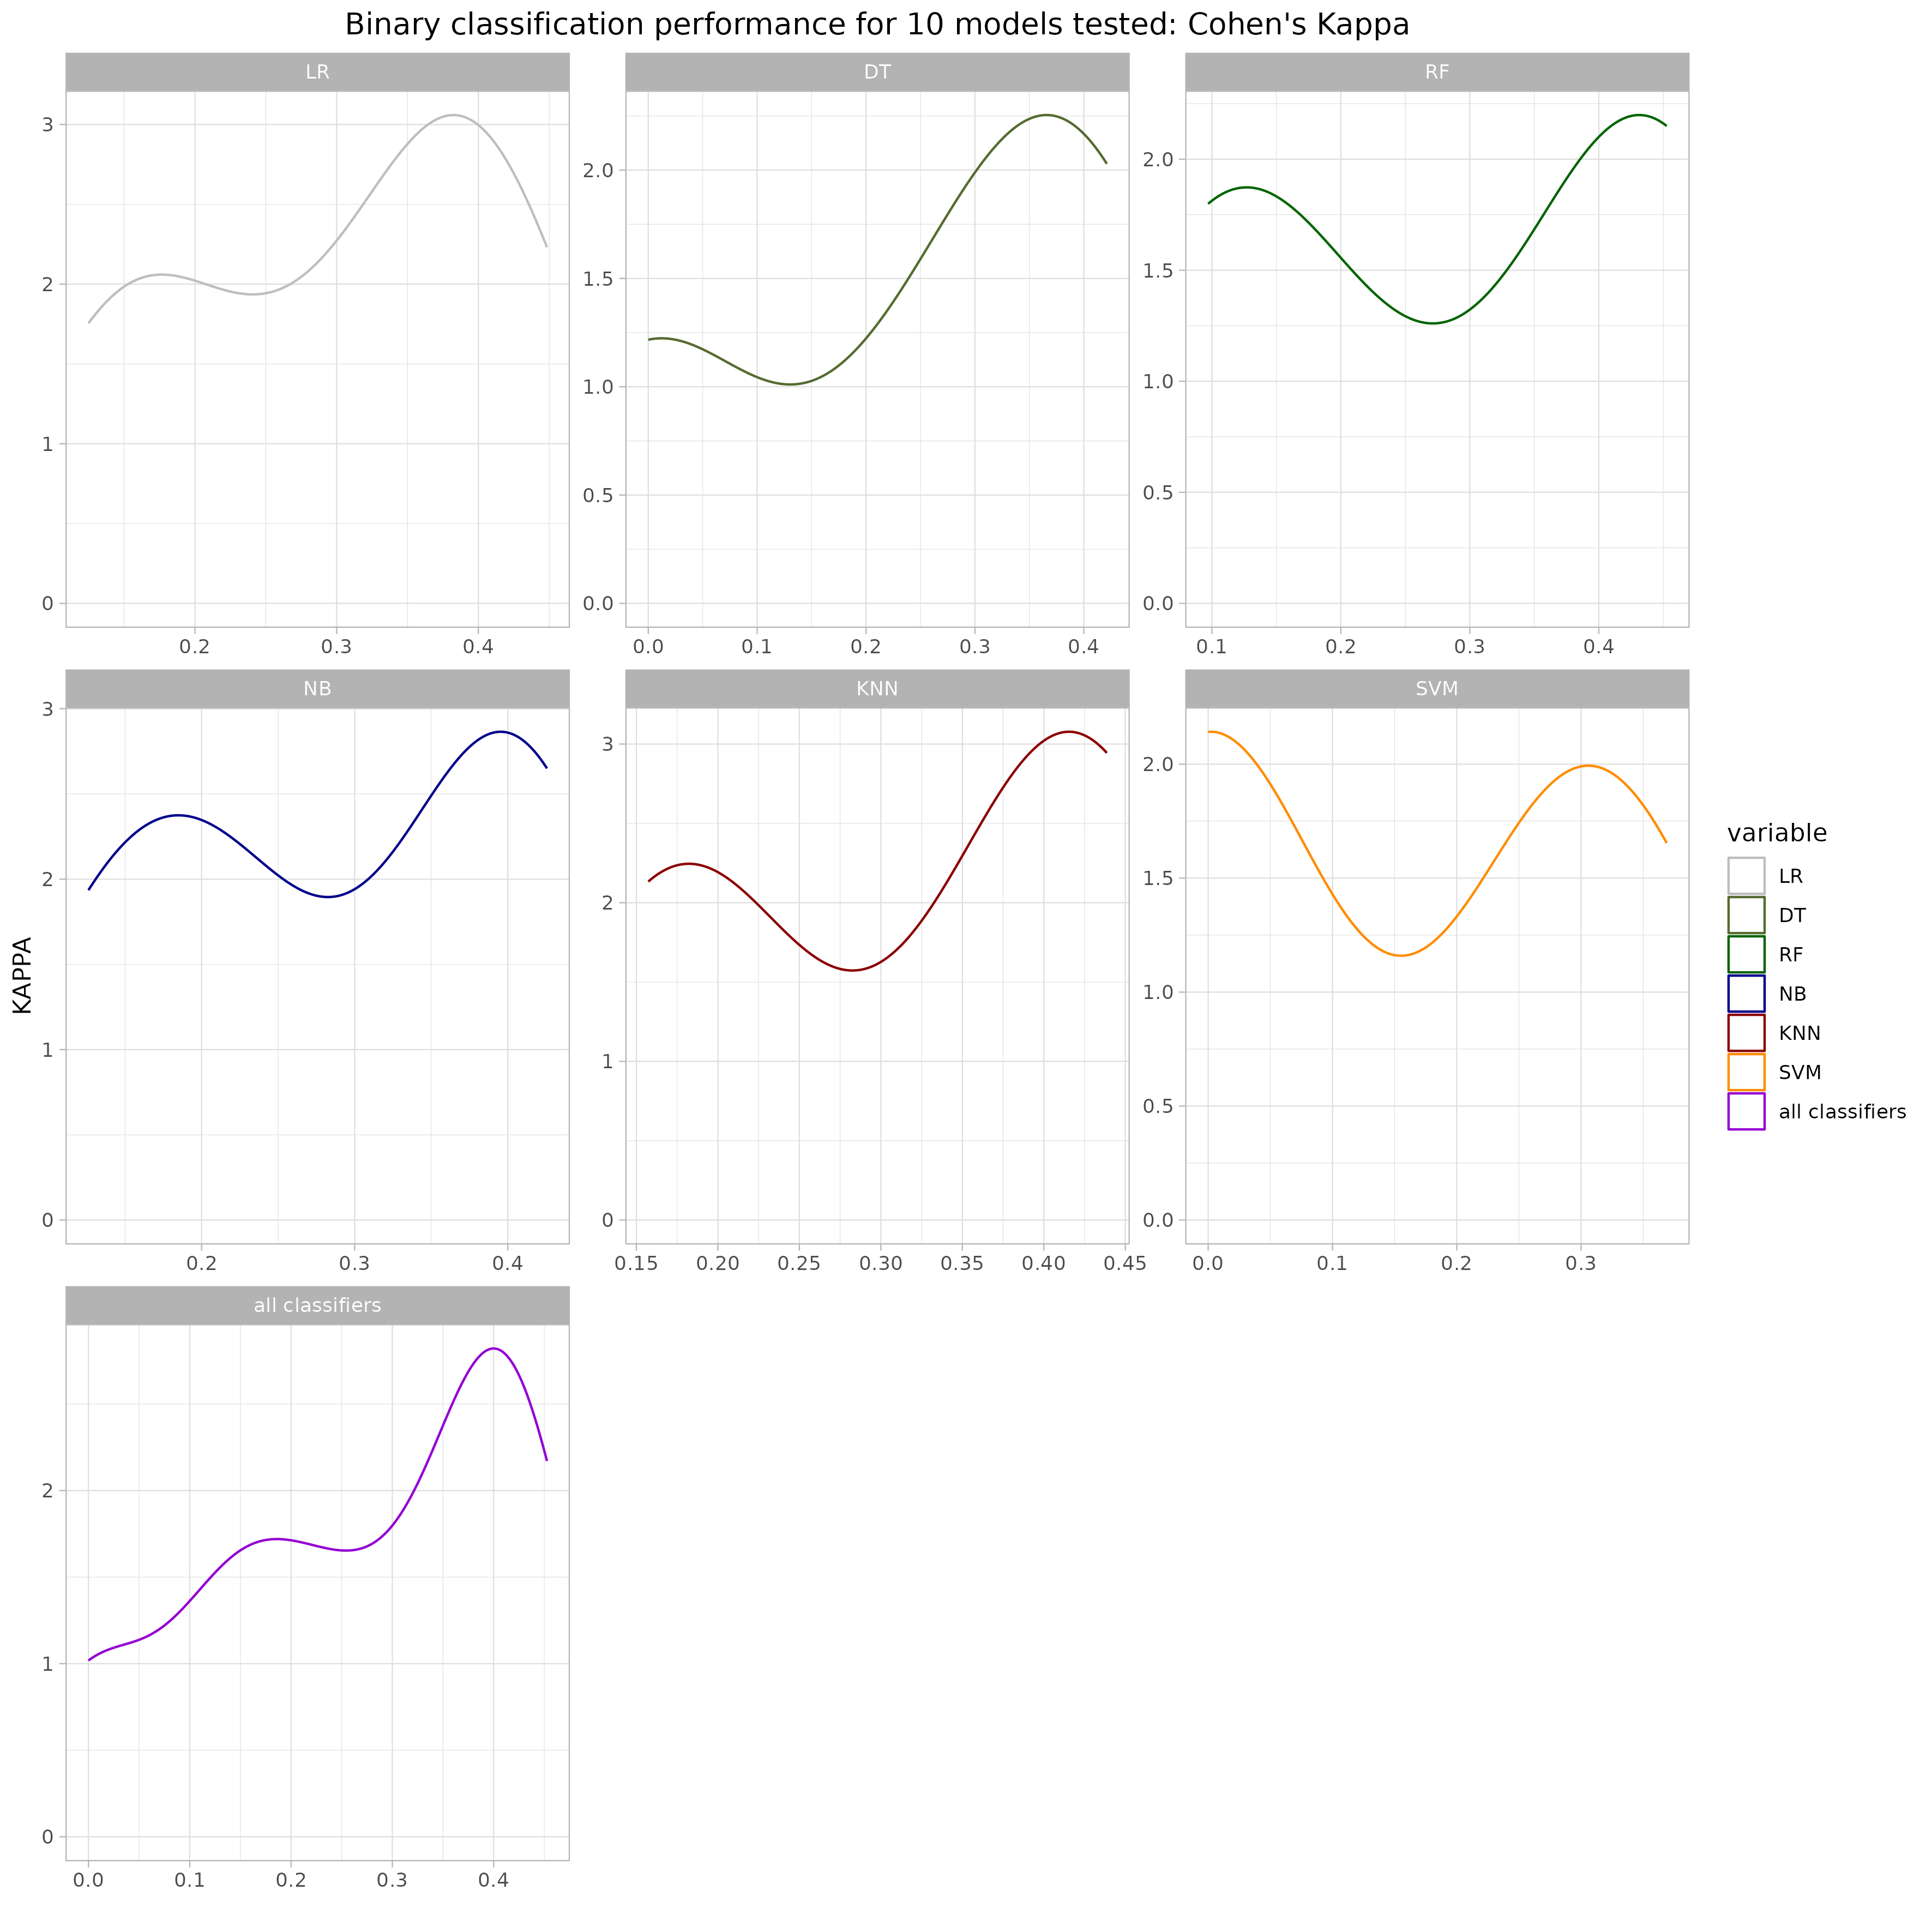 Binary classification performance for 10 models tested: Cohen's Kappa
LR
DT
RF
3
2
1
0
0.2 0.3 0.4
2.0
1.5
1.0
0.5
0.0
0.0 0.1 0.2 0.3 0.4
2.0
1.5
1.0
0.5
0.0
0.1 0.2 0.3 0.4
NB
KNN
SVM
KAPPA
3
2
1
0
0.2 0.3 0.4
3
2
1
0
0.15 0.20 0.25 0.30 0.35 0.40 0.45
2.0
1.5
1.0
0.5
0.0
0.0 0.1 0.2 0.3
all classifiers
2
1
0
0.0 0.1 0.2 0.3 0.4
variable
LR
DT
RF
NB
KNN
SVM
all classifiers